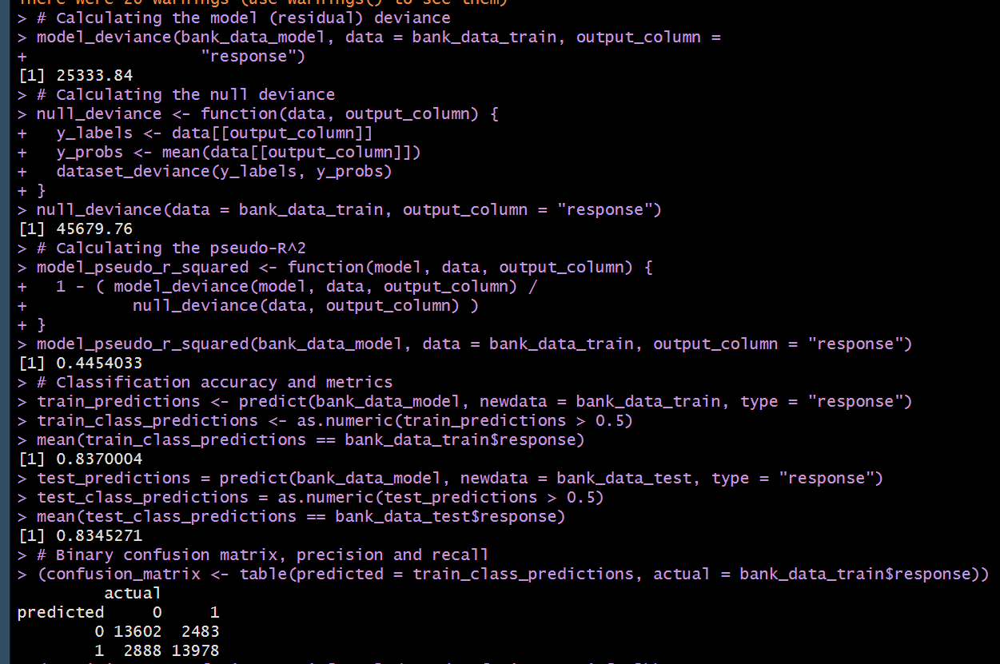 There were 20 warnings (use warnings() to see them)
> # Calculating the model (residual) deviance
> model_deviance(bank_data_model, data = bank_data_train, output_column =
+                  "response")
[1] 25333.84
> # Calculating the null deviance
> null_deviance <- function(data, output_column) {
+   y_labels <- data[[output_column]]
+   y_probs <- mean(data[[output_column]])
+   dataset_deviance(y_labels, y_probs)
+ }
> null_deviance(data = bank_data_train, output_column = "response")
[1] 45679.76
> # Calculating the pseudo-R^2
> model_pseudo_r_squared <- function(model, data, output_column) {
+   1 - ( model_deviance(model, data, output_column) /
+           null_deviance(data, output_column) )
+ }
> model_pseudo_r_squared(bank_data_model, data = bank_data_train, output_column = "response")
[1] 0.4454033
> # Classification accuracy and metrics
> train_predictions <- predict(bank_data_model, newdata = bank_data_train, type = "response")
> train_class_predictions <- as.numeric(train_predictions > 0.5)
> mean(train_class_predictions == bank_data_train$response)
[1] 0.8370004
> test_predictions = predict(bank_data_model, newdata = bank_data_test, type = "response")
> test_class_predictions = as.numeric(test_predictions > 0.5)
> mean(test_class_predictions == bank_data_test$response)
[1] 0.8345271
> # Binary confusion matrix, precision and recall
> (confusion_matrix <- table(predicted = train_class_predictions, actual = bank_data_train$response))
         actual
predicted     0     1
        0 13602  2483
        1  2888 13978